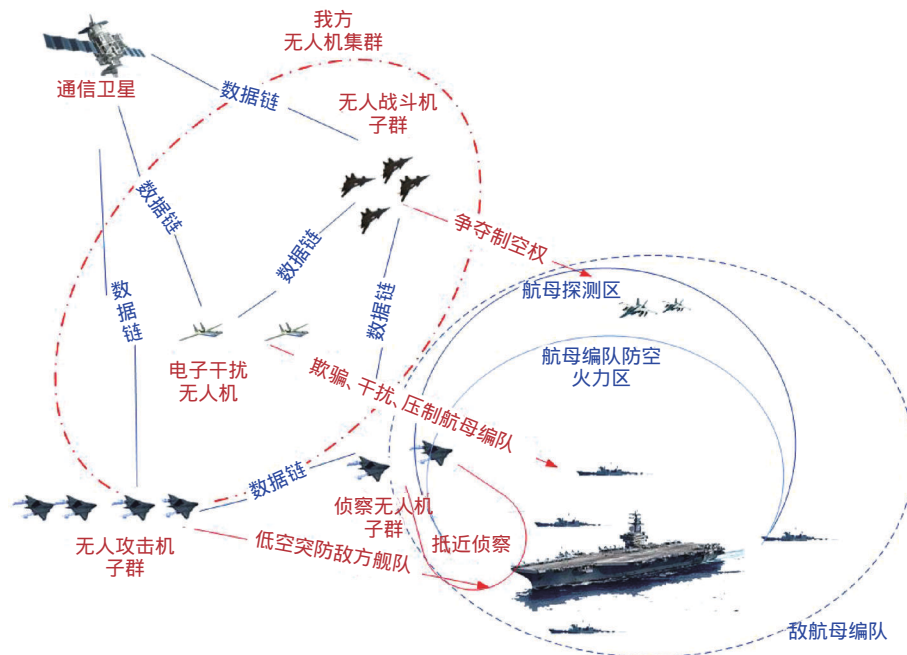 我方
无人机集群
通信卫星
数据链
无人战斗机
子群
数据链
争夺制空权
数据链
航母探测区
数据链
数据链
航母编队防空
火力区
电子干扰
无人机
欺骗、干扰、压制航母编队
数据链
侦察无人机
子群
抵近侦察
无人攻击机
子群
低空突防敌方舰队
敌航母编队